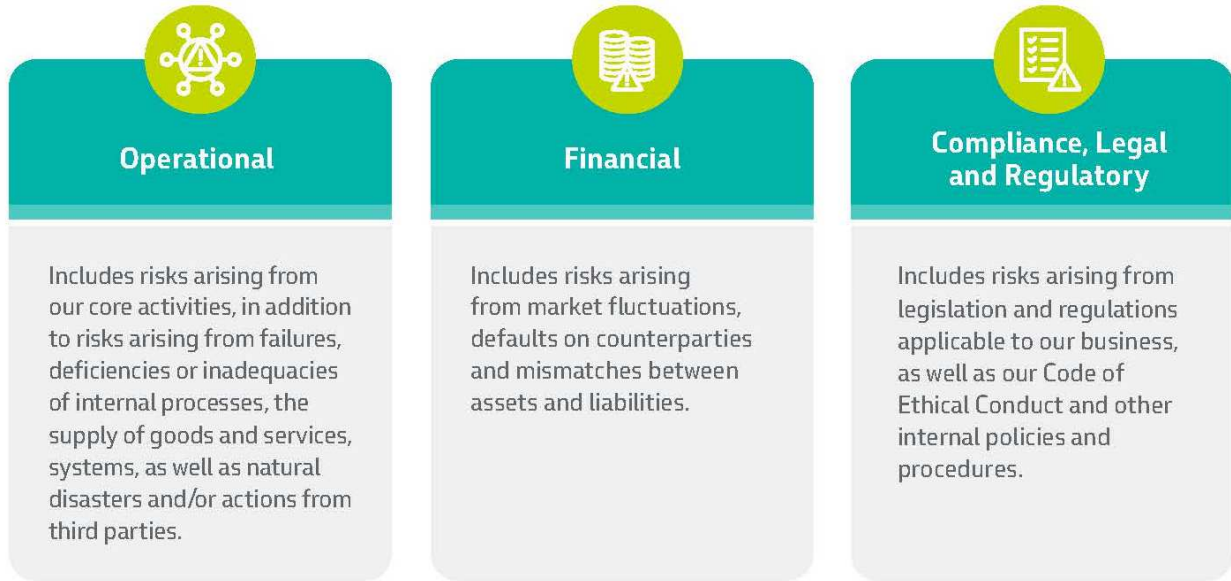 Operational
Includes risks arising from
our core activities, in addition
to risks arising from failures,
deficiencies or inadequacies
of internal processes, the
supply of goods and services,
systems, as well as natural
disasters and/or actions from
third parties.
Financial
Includes risks arising
from market fluctuations,
defaults on counterparties
and mismatches between
assets and liabilities.
Compliance, Legal
and Regulatory
Includes risks arising from
legislation and regulations
applicable to our business,
as well as our Code of
Ethical Conduct and other
internal policies and
procedures.